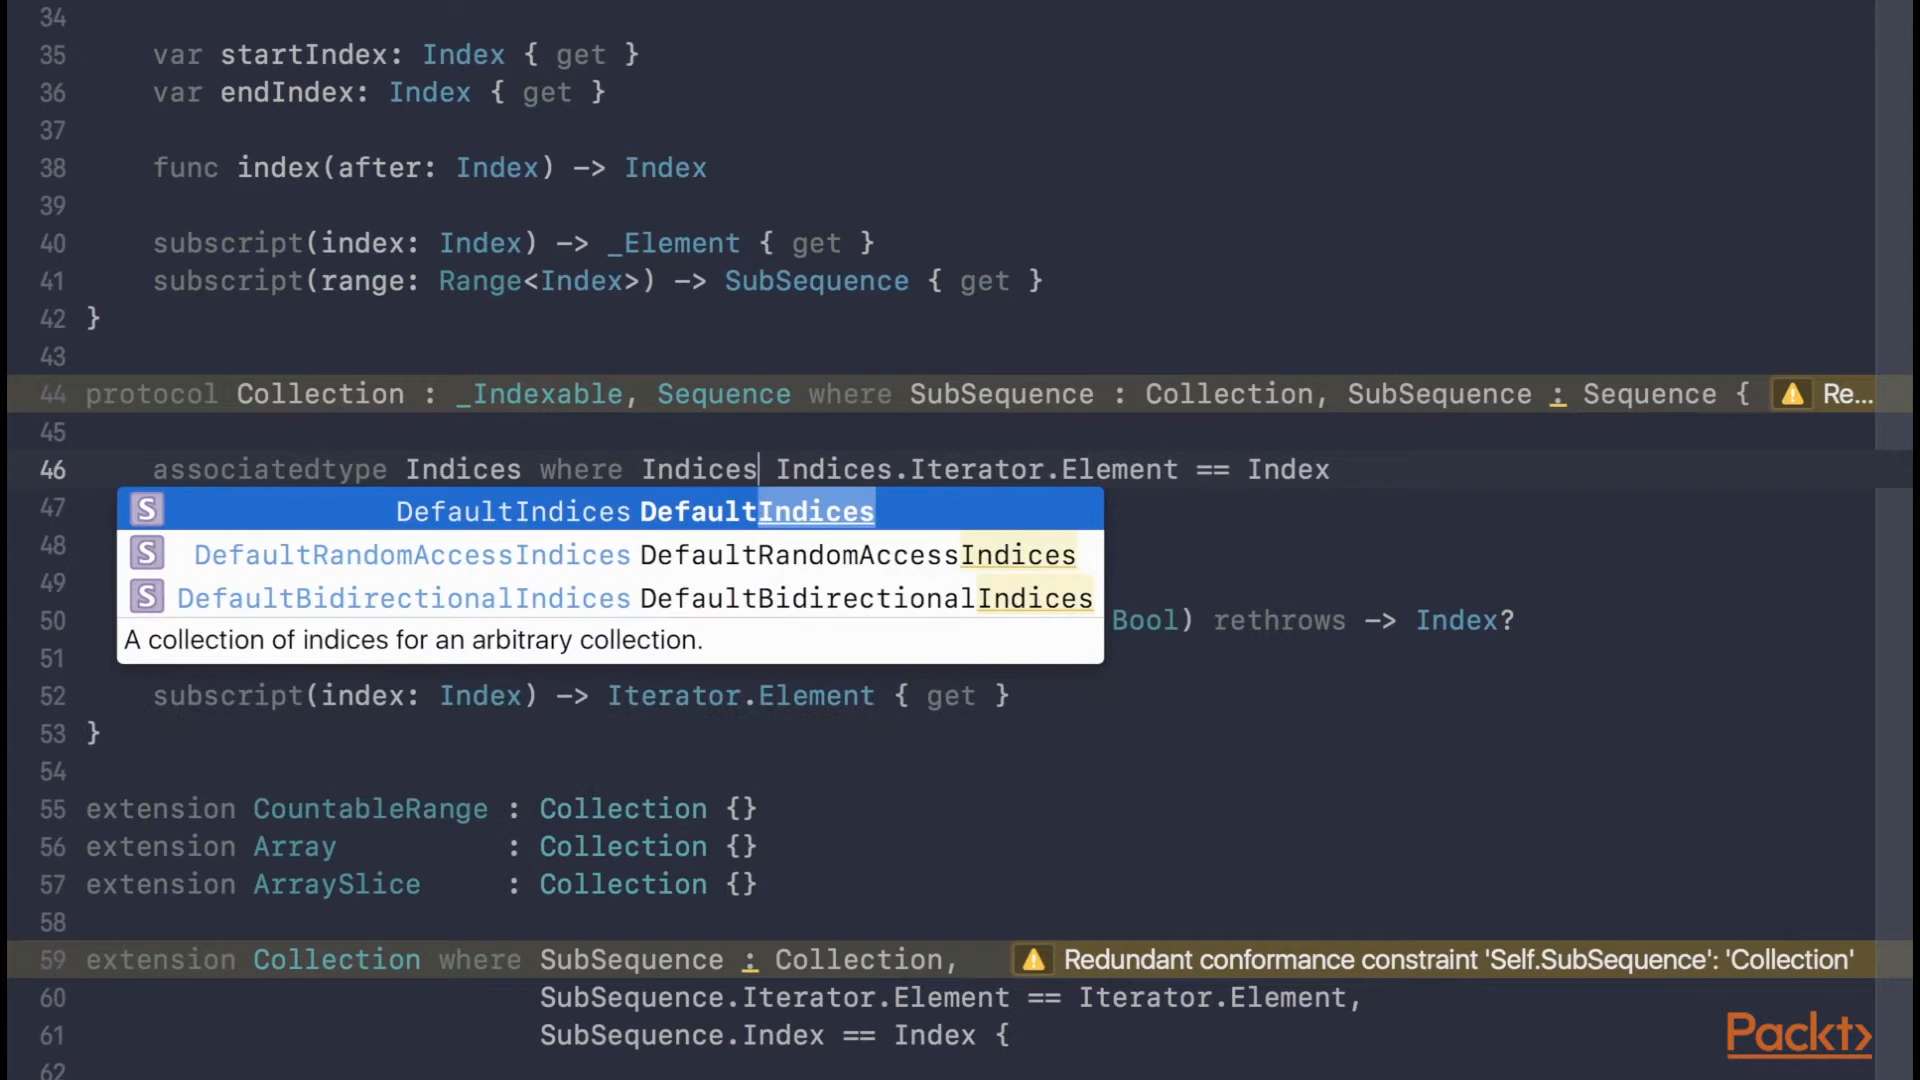 34
35 var startIndex: Index { get }
36 var endIndex: Index { get }
37
38 func index(after: Index) -> Index
39
40 subscript(index: Index) -> _Element { get }
41 subscript(range: Range<Index>) -> SubSequence { get }
42 }
43
44 protocol Collection : _Indexable, Sequence where SubSequence : Collection, SubSequence : Sequence { Re...
45
46 associatedtype Indices where Indices Indices.Iterator.Element == Index
47 S DefaultIndices DefaultIndices
48 S DefaultRandomAccessIndices DefaultRandomAccessIndices
49 S DefaultBidirectionalIndices DefaultBidirectionalIndices
50 Bool) rethrows -> Index?
A collection of indices for an arbitrary collection.
51
52 subscript(index: Index) -> Iterator.Element { get }
53 }
54
55 extension CountableRange : Collection {}
56 extension Array : Collection {}
57 extension ArraySlice : Collection {}
58
59 extension Collection where SubSequence : Collection, Redundant conformance constraint 'Self.SubSequence': 'Collection'
60 SubSequence.Iterator.Element == Iterator.Element,
61 SubSequence.Index == Index {
62
Packt>